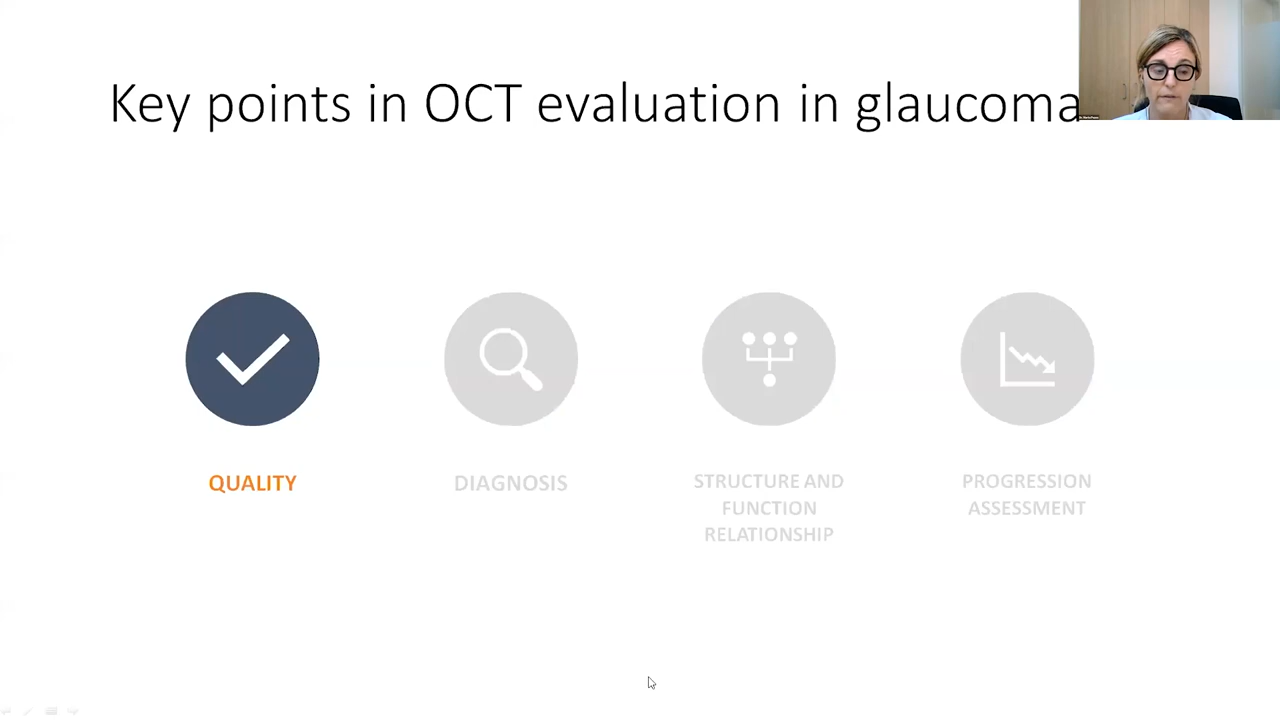 Key points in OCT evaluation in glaucoma
QUALITY
DIAGNOSIS
STRUCTURE AND
FUNCTION
RELATIONSHIP
PROGRESSION
ASSESSMENT